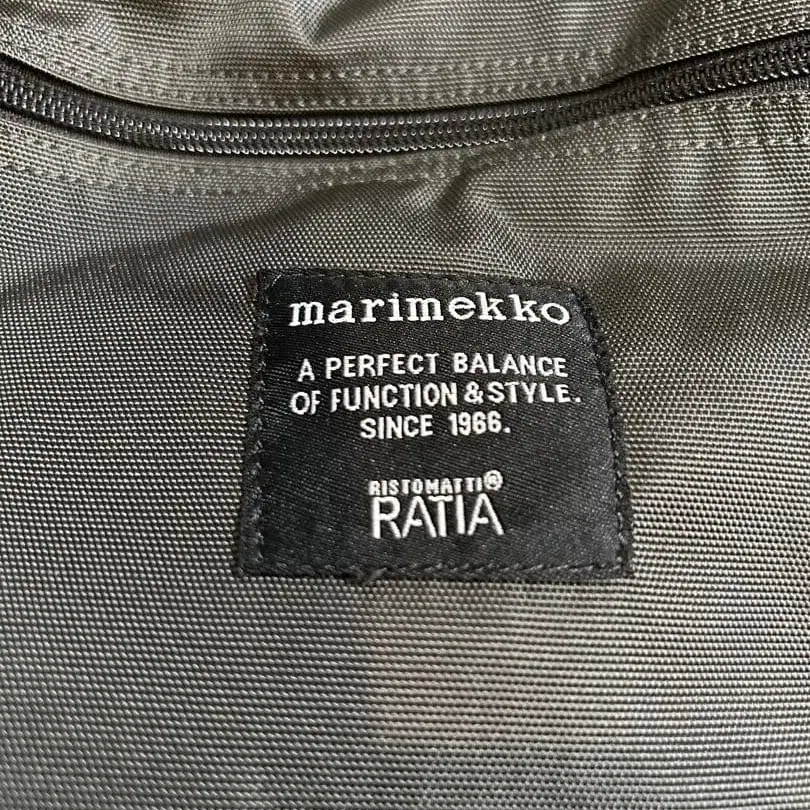 marimekko
A PERFECT BALANCE
OF FUNCTION & STYLE.
SINCE 1966.
RISTOMATTI®
RATIA